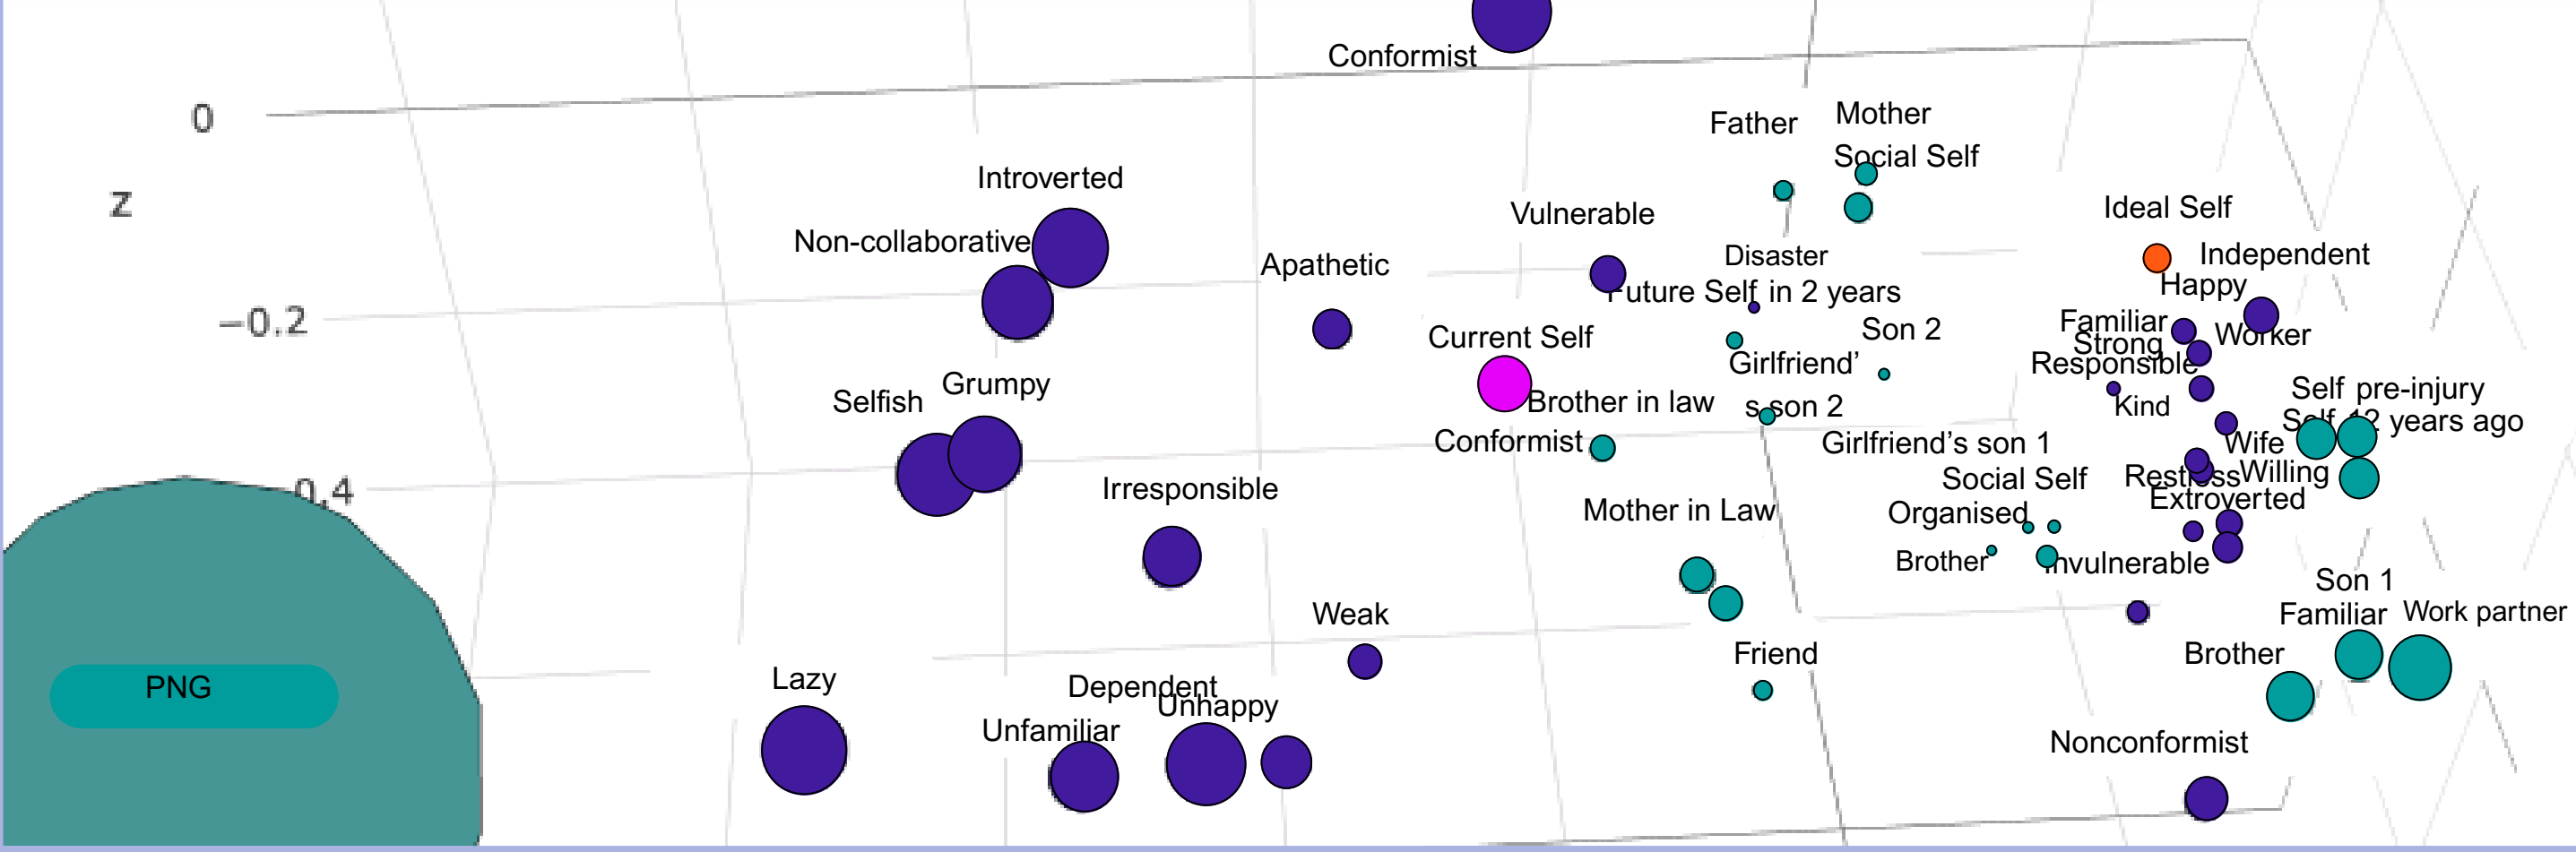 Conformist
0
Father
Mother
Social Self
z
Introverted
Vulnerable
Ideal Self
Non-collaborative
Independent
Apathetic
Disaster
Happy
Future Self in 2 years
−0.2
Familiar
Son 2
Worker
Current Self
Strong
Girlfriend'
Responsible
Grumpy
Self pre-injury
Selfish
Brother in law
s son 2
Kind
Self 12 years ago
Conformist
Girlfriend's son 1
Wife
Social Self
Restless
Willing
0.4
Irresponsible
Extroverted
Mother in Law
Organised
Brother
Invulnerable
Son 1
Weak
Familiar
Work partner
Friend
Brother
Lazy
PNG
Dependent
Unhappy
Unfamiliar
Nonconformist